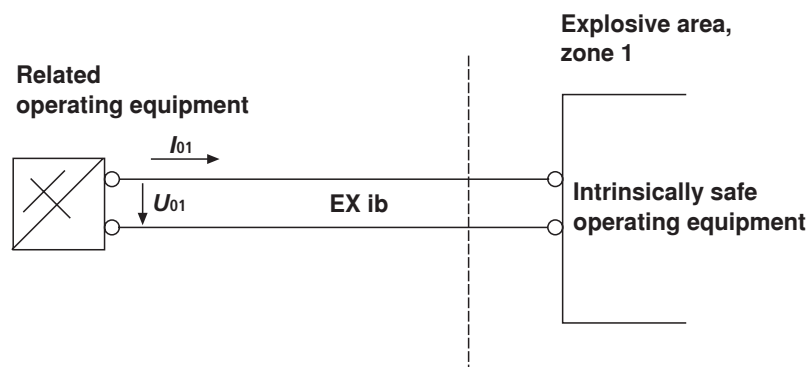 Explosive area,
zone 1
Related
operating equipment
I01
U01
EX ib
Intrinsically safe
operating equipment